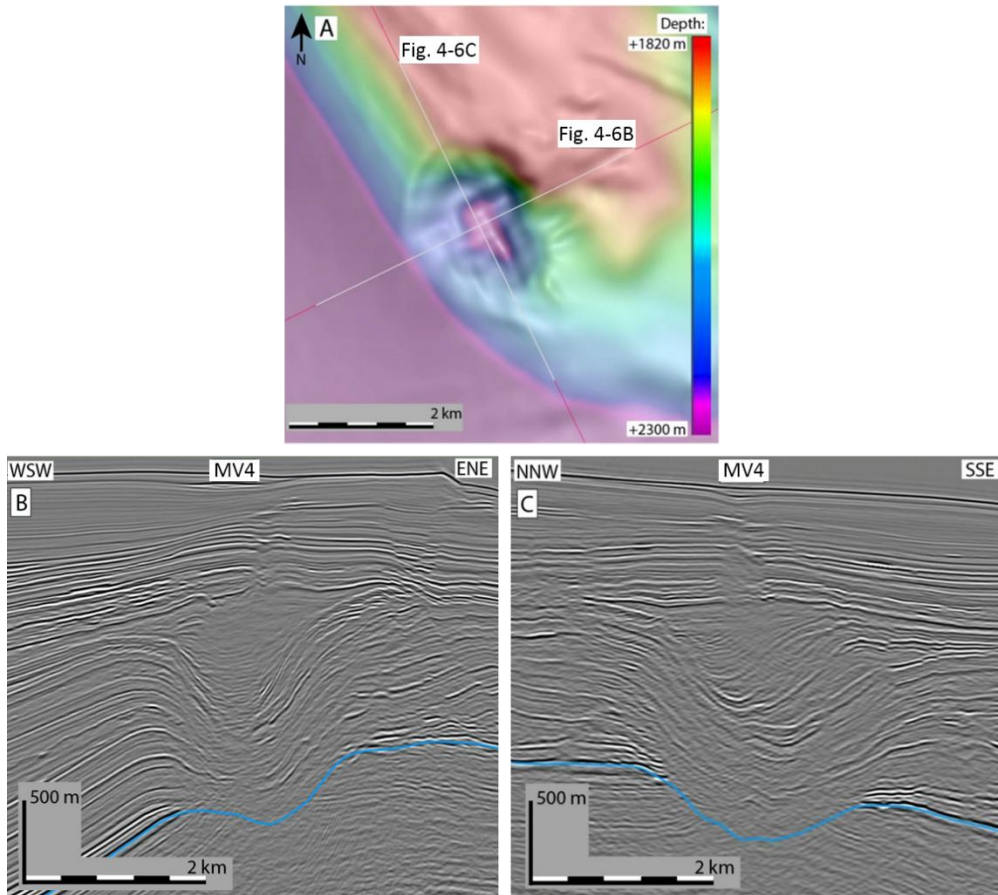 A
N
Depth:
+1820 m
Fig. 4-6C
Fig. 4-6B
2 km
+2300 m
WSW
MV4
ENE
B
500 m
2 km
NNW
MV4
SSE
C
500 m
2 km